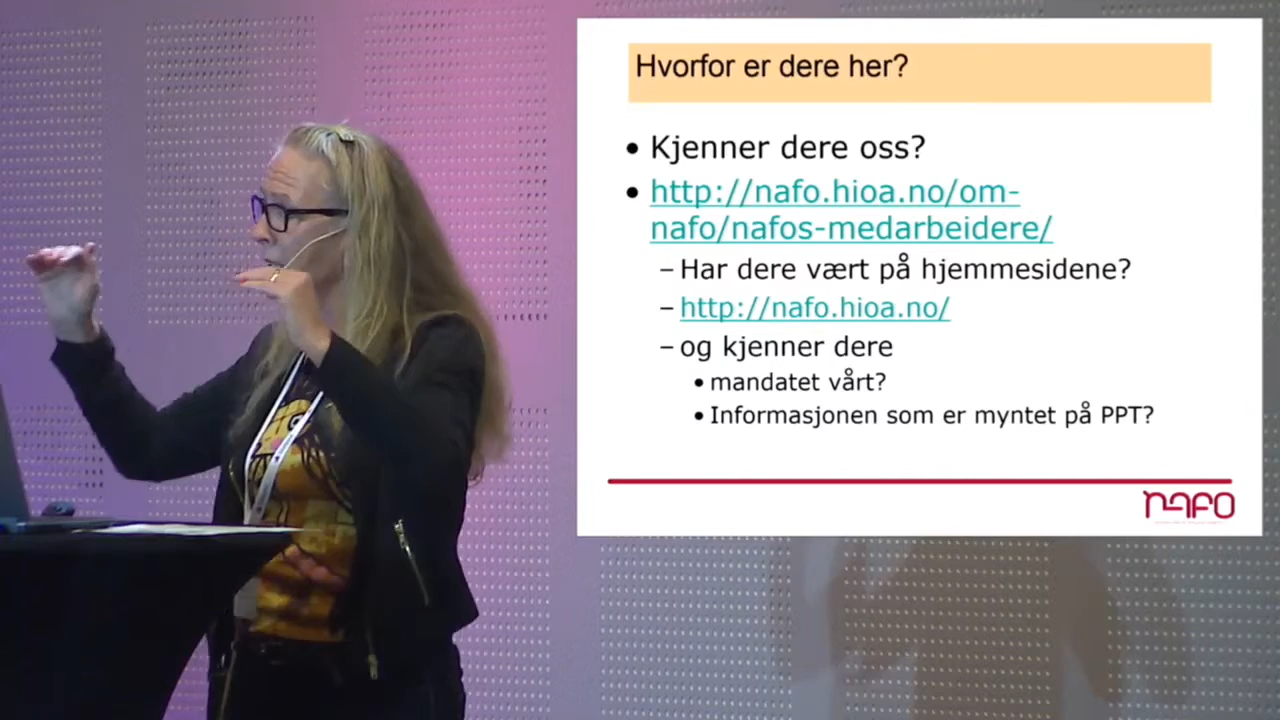 Hvorfor er dere her?
• Kjenner dere oss?
• http://nafo.hioa.no/om-
nafo/nafos-medarbeidere/
– Har dere vært på hjemmesidene?
– http://nafo.hioa.no/
– og kjenner dere
• mandatet vårt?
• Informasjonen som er myntet på PPT?
NAFO